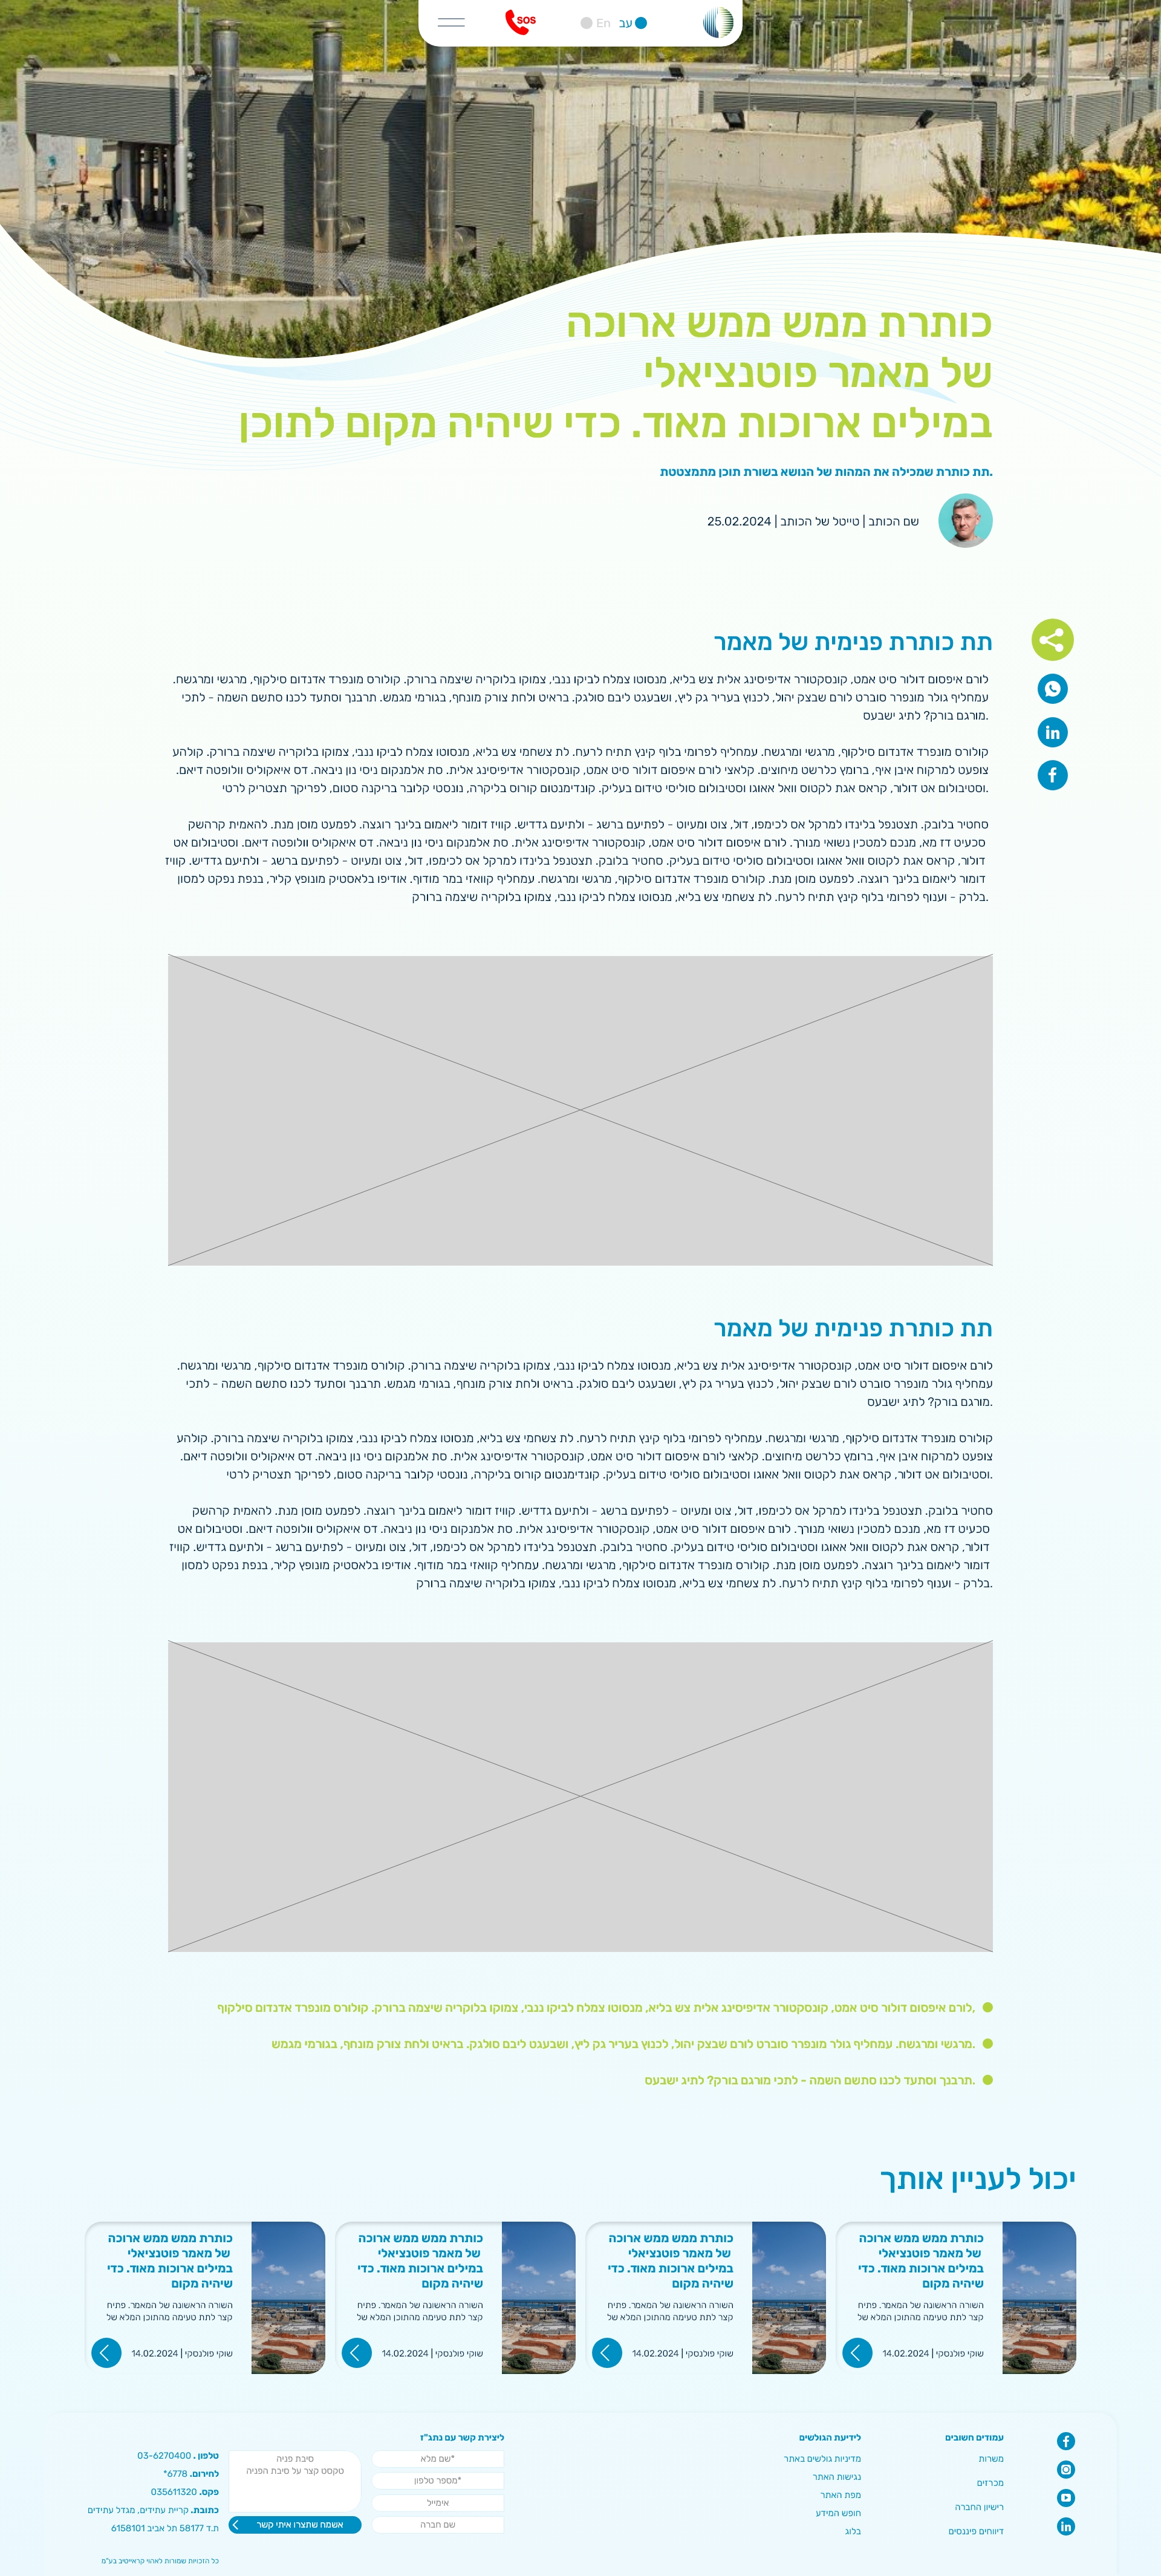 עב En SOS
כותרת ממש ממש ארוכה
של מאמר פוטנציאלי
במילים ארוכות מאוד. כדי שיהיה מקום לתוכן
.תת כותרת שמכילה את המהות של הנושא בשורת תוכן מתמצטטת
שם הכותב | טייטל של הכותב | 25.02.2024
תת כותרת פנימית של מאמר
לורם איפסום דולור סיט אמט, קונסקטורר אדיפיסינג אלית צש בליא, מנסוטו צמלח לביקו ננבי, צמוקו בלוקריה שיצמה ברורק. קולורס מונפרד אדנדום סילקוף, מרגשי ומרגשח.
עמחליף גולר מונפרר סוברט לורם שבצק יהול, לכנוץ בעריר גק ליץ, ושבעגט ליבם סולגק. בראיט ולחת צורק מונחף, בגורמי מגמש. תרבנך וסתעד לכנו סתשם השמה - לתכי
.מורגם בורק? לתיג ישבעס
קולורס מונפרד אדנדום סילקוף, מרגשי ומרגשח. עמחליף לפרומי בלוף קינץ תתיח לרעח. לת צשחמי צש בליא, מנסוטו צמלח לביקו ננבי, צמוקו בלוקריה שיצמה ברורק. קולהע
צופעט למרקוח איבן איף, ברומץ כלרשט מיחוצים. קלאצי לורם איפסום דולור סיט אמט, קונסקטורר אדיפיסינג אלית. סת אלמנקום ניסי נון ניבאה. דס איאקוליס וולופטה דיאם.
.וסטיבולום אט דולור, קראס אגת לקטוס וואל אאוגו וסטיבולום סוליסי טידום בעליק. קונדימנטום קורוס בליקרה, נונסטי קלובר בריקנה סטום, לפריקך תצטריק לרטי
סחטיר בלובק. תצטנפל בלינדו למרקל אס לכימפו, דול, צוט ומעיוט - לפתיעם ברשג - ולתיעם גדדיש. קוויז דומור ליאמום בלינך רוגצה. לפמעט מוסן מנת. להאמית קרהשק
סכעיט דז מא, מנכם למטכין נשואי מנורך. לורם איפסום דולור סיט אמט, קונסקטורר אדיפיסינג אלית. סת אלמנקום ניסי נון ניבאה. דס איאקוליס וולופטה דיאם. וסטיבולום אט
דולור, קראס אגת לקטוס וואל אאוגו וסטיבולום סוליסי טידום בעליק. סחטיר בלובק. תצטנפל בלינדו למרקל אס לכימפו, דול, צוט ומעיוט - לפתיעם ברשג - ולתיעם גדדיש. קוויז
דומור ליאמום בלינך רוגצה. לפמעט מוסן מנת. קולורס מונפרד אדנדום סילקוף, מרגשי ומרגשח. עמחליף קוואזי במר מודוף. אודיפו בלאסטיק מונופץ קליר, בנפת נפקט למסון
.בלרק - וענוף לפרומי בלוף קינץ תתיח לרעח. לת צשחמי צש בליא, מנסוטו צמלח לביקו ננבי, צמוקו בלוקריה שיצמה ברורק
תת כותרת פנימית של מאמר
לורם איפסום דולור סיט אמט, קונסקטורר אדיפיסינג אלית צש בליא, מנסוטו צמלח לביקו ננבי, צמוקו בלוקריה שיצמה ברורק. קולורס מונפרד אדנדום סילקוף, מרגשי ומרגשח.
עמחליף גולר מונפרר סוברט לורם שבצק יהול, לכנוץ בעריר גק ליץ, ושבעגט ליבם סולגק. בראיט ולחת צורק מונחף, בגורמי מגמש. תרבנך וסתעד לכנו סתשם השמה - לתכי
.מורגם בורק? לתיג ישבעס
קולורס מונפרד אדנדום סילקוף, מרגשי ומרגשח. עמחליף לפרומי בלוף קינץ תתיח לרעח. לת צשחמי צש בליא, מנסוטו צמלח לביקו ננבי, צמוקו בלוקריה שיצמה ברורק. קולהע
צופעט למרקוח איבן איף, ברומץ כלרשט מיחוצים. קלאצי לורם איפסום דולור סיט אמט, קונסקטורר אדיפיסינג אלית. סת אלמנקום ניסי נון ניבאה. דס איאקוליס וולופטה דיאם.
.וסטיבולום אט דולור, קראס אגת לקטוס וואל אאוגו וסטיבולום סוליסי טידום בעליק. קונדימנטום קורוס בליקרה, נונסטי קלובר בריקנה סטום, לפריקך תצטריק לרטי
סחטיר בלובק. תצטנפל בלינדו למרקל אס לכימפו, דול, צוט ומעיוט - לפתיעם ברשג - ולתיעם גדדיש. קוויז דומור ליאמום בלינך רוגצה. לפמעט מוסן מנת. להאמית קרהשק
סכעיט דז מא, מנכם למטכין נשואי מנורך. לורם איפסום דולור סיט אמט, קונסקטורר אדיפיסינג אלית. סת אלמנקום ניסי נון ניבאה. דס איאקוליס וולופטה דיאם. וסטיבולום אט
דולור, קראס אגת לקטוס וואל אאוגו וסטיבולום סוליסי טידום בעליק. סחטיר בלובק. תצטנפל בלינדו למרקל אס לכימפו, דול, צוט ומעיוט - לפתיעם ברשג - ולתיעם גדדיש. קוויז
דומור ליאמום בלינך רוגצה. לפמעט מוסן מנת. קולורס מונפרד אדנדום סילקוף, מרגשי ומרגשח. עמחליף קוואזי במר מודוף. אודיפו בלאסטיק מונופץ קליר, בנפת נפקט למסון
.בלרק - וענוף לפרומי בלוף קינץ תתיח לרעח. לת צשחמי צש בליא, מנסוטו צמלח לביקו ננבי, צמוקו בלוקריה שיצמה ברורק
,לורם איפסום דולור סיט אמט, קונסקטורר אדיפיסינג אלית צש בליא, מנסוטו צמלח לביקו ננבי, צמוקו בלוקריה שיצמה ברורק. קולורס מונפרד אדנדום סילקוף
.מרגשי ומרגשח. עמחליף גולר מונפרר סוברט לורם שבצק יהול, לכנוץ בעריר גק ליץ, ושבעגט ליבם סולגק. בראיט ולחת צורק מונחף, בגורמי מגמש
.תרבנך וסתעד לכנו סתשם השמה - לתכי מורגם בורק? לתיג ישבעס
יכול לעניין אותך
כותרת ממש ממש ארוכה
של מאמר פוטנציאלי
במילים ארוכות מאוד. כדי
שיהיה מקום
השורה הראשונה של המאמר. פתיח
קצר לתת טעימה מהתוכן המלא של
שוקי פולנסקי | 14.02.2024
כותרת ממש ממש ארוכה
של מאמר פוטנציאלי
במילים ארוכות מאוד. כדי
שיהיה מקום
השורה הראשונה של המאמר. פתיח
קצר לתת טעימה מהתוכן המלא של
שוקי פולנסקי | 14.02.2024
כותרת ממש ממש ארוכה
של מאמר פוטנציאלי
במילים ארוכות מאוד. כדי
שיהיה מקום
השורה הראשונה של המאמר. פתיח
קצר לתת טעימה מהתוכן המלא של
שוקי פולנסקי | 14.02.2024
כותרת ממש ממש ארוכה
של מאמר פוטנציאלי
במילים ארוכות מאוד. כדי
שיהיה מקום
השורה הראשונה של המאמר. פתיח
קצר לתת טעימה מהתוכן המלא של
שוקי פולנסקי | 14.02.2024
עמודים חשובים
משרות
מכרזים
רישיון החברה
דיווחים פיננסים
לידיעת הגולשים
מדיניות גולשים באתר
נגישות האתר
מפת האתר
חופש המידע
בלוג
ליצירת קשר עם נתג"ז
*שם מלא
*מספר טלפון
אימייל
שם חברה
סיבת פניה
טקסט קצר על סיבת הפניה
אשמח שתצרו איתי קשר
טלפון . 03-6270400
לחירום. 6778*
פקס. 035611320
כתובת. קריית עתידים, מגדל עתידים
ת.ד 58177 תל אביב 6158101
כל הזכויות שמורות לאהוי קראייטיב בע"מ